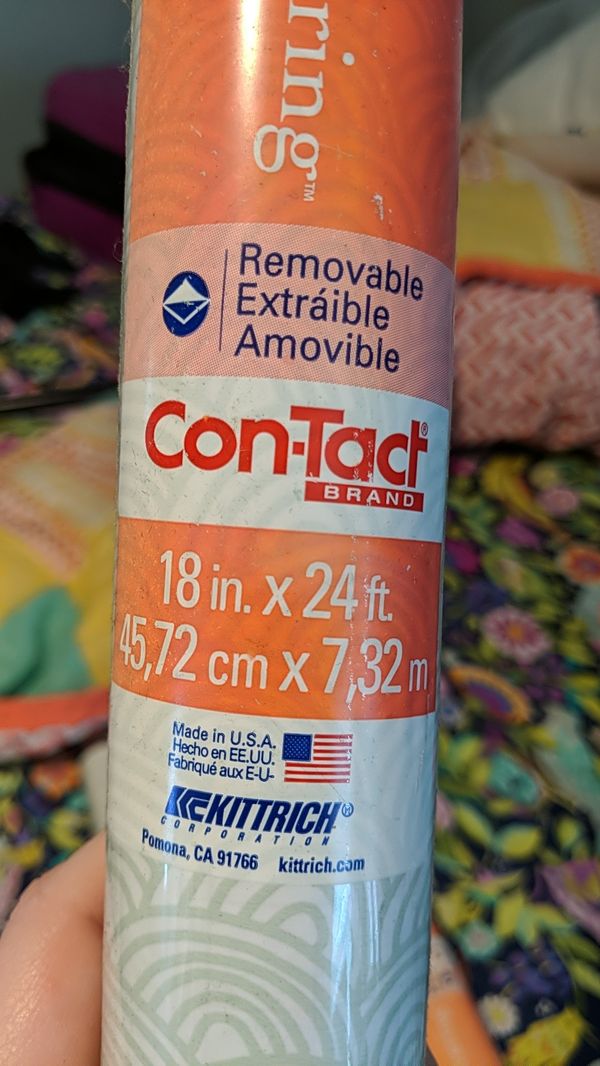 ring™
Removable
Extráible
Amovible
Con-Tact®
BRAND
18 in. x 24 ft.
45,72 cm x 7,32 m
Made in U.S.A.
Hecho en EE.UU.
Fabriqué aux E-U-
KITTRICH®
CORPORATION
Pomona, CA 91766 kittrich.com